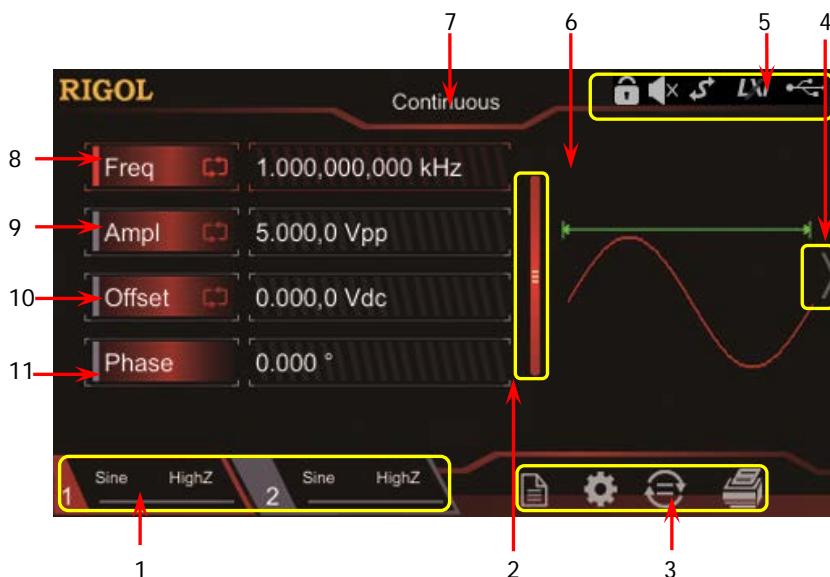 7 6 5 4
RIGOL
Continuous
LXI
8
Freq 1.000,000,000 kHz
9
Ampl 5.000,0 Vpp
10
Offset 0.000,0 Vdc
11
Phase 0.000 °
1 Sine HighZ 2 Sine HighZ
1 2 3